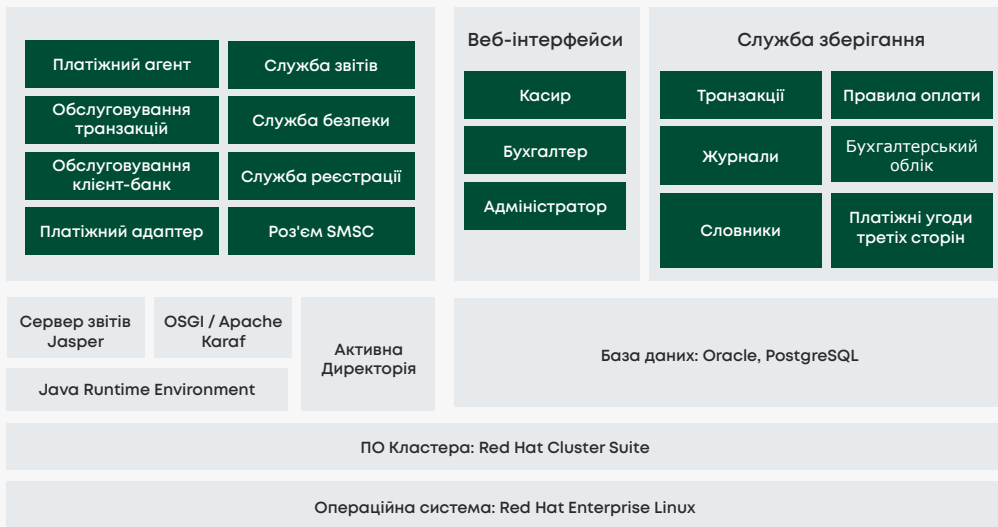 Платіжний агент
Служба звітів
Обслуговування
транзакцій
Служба безпеки
Обслуговування
клієнт-банк
Служба реєстрації
Платіжний адаптер
Роз'єм SMSC
Веб-інтерфейси
Касир
Бухгалтер
Адміністратор
Служба зберігання
Транзакції
Правила оплати
Журнали
Бухгалтерський
облік
Словники
Платіжні угоди
третіх сторін
Сервер звітів
Jasper
OSGI / Apache
Karaf
Активна
Директорія
Java Runtime Environment
База даних: Oracle, PostgreSQL
ПО Кластера: Red Hat Cluster Suite
Операційна система: Red Hat Enterprise Linux